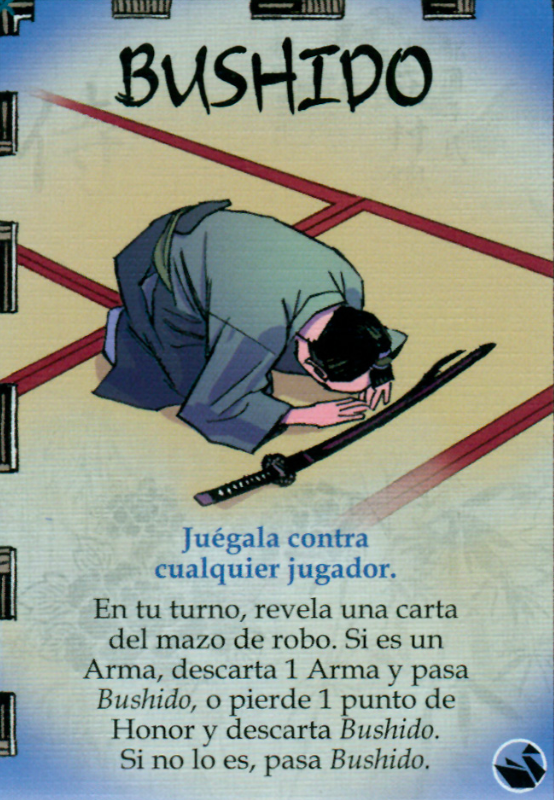 BUSHIDO
Juégala contra
cualquier jugador.
En tu turno, revela una carta
del mazo de robo. Si es un
Arma, descarta 1 Arma y pasa
Bushido, o pierde 1 punto de
Honor y descarta Bushido.
Si no lo es, pasa Bushido.